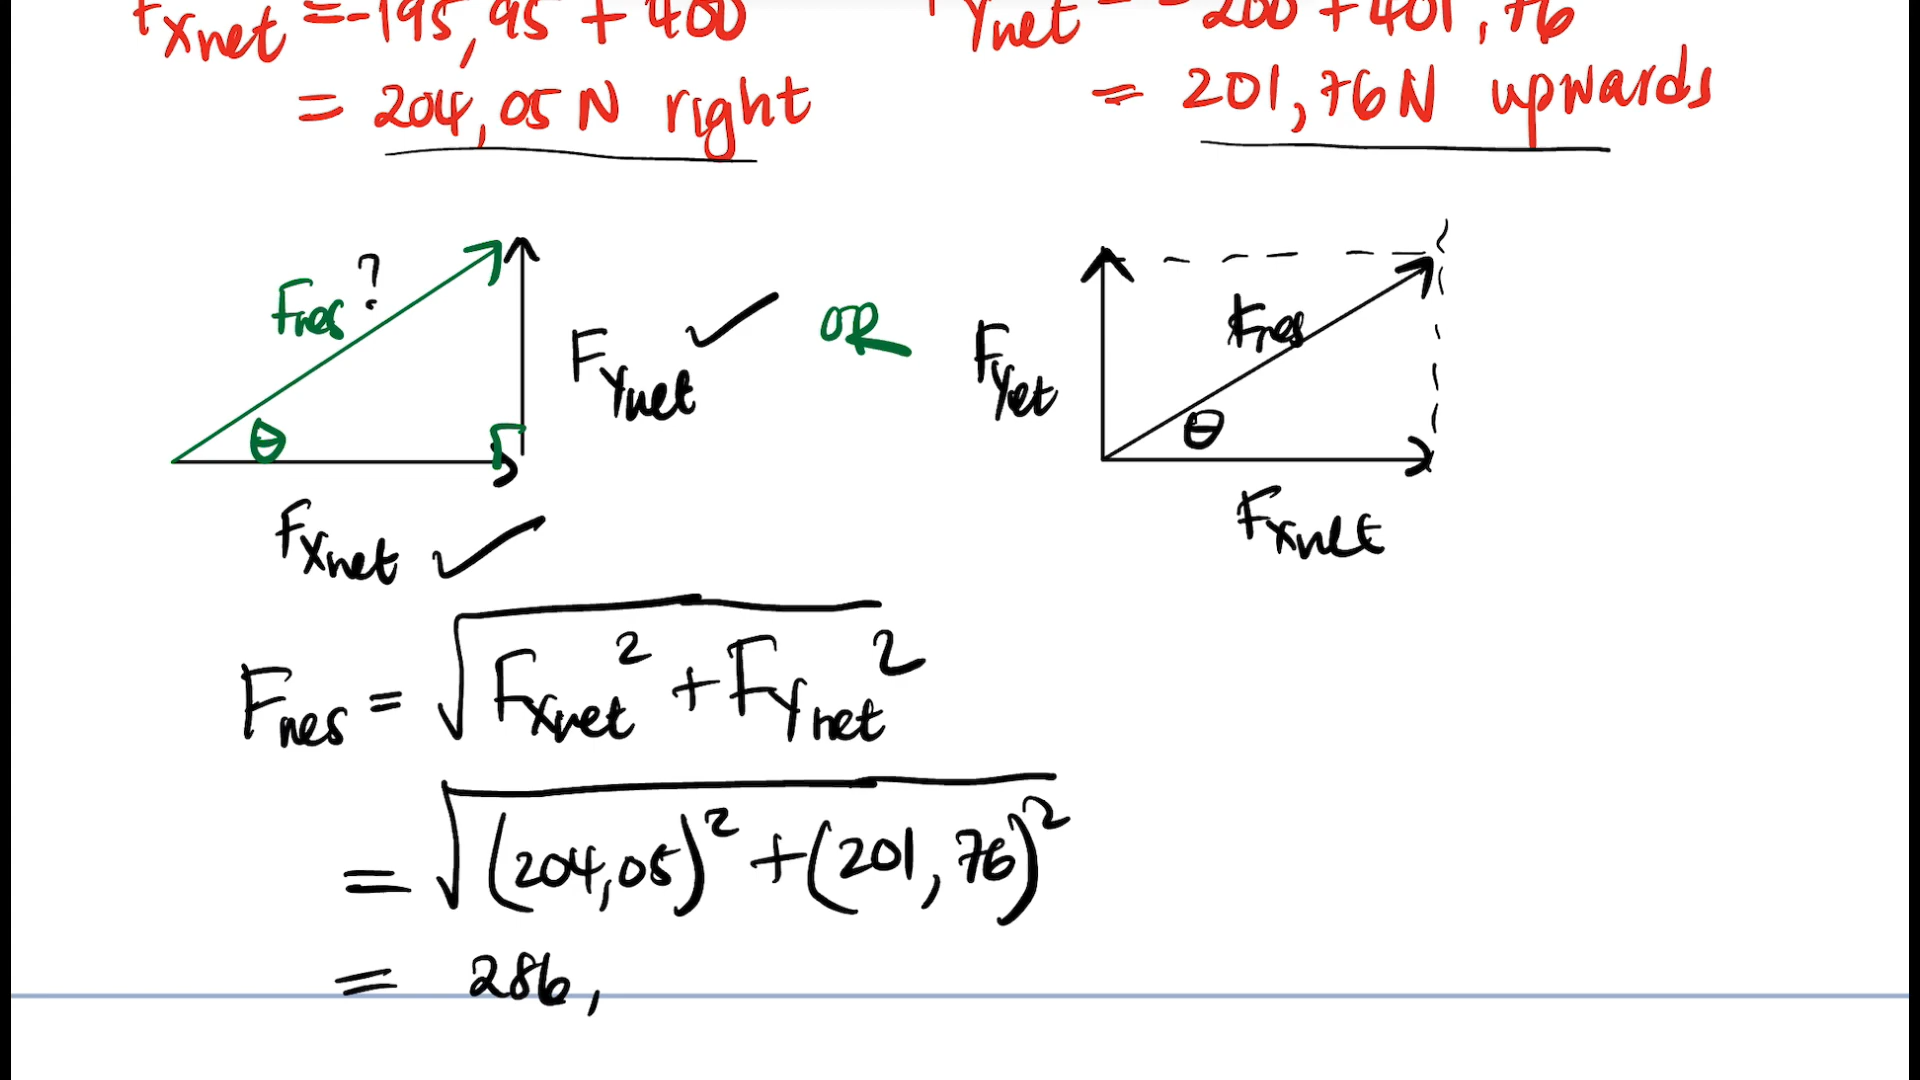 Fxnet = -195,95 + 400
Fynet = -200 + 401,76
= 204,05 N right
= 201,76 N upwards
Fres ?
θ
Fynet ✓
Fxnet ✓
OR
Fyet
Fres
θ
Fxnet
Fres = √Fxnet² + Fynet²
= √(204,05)² + (201,76)²
= 286,